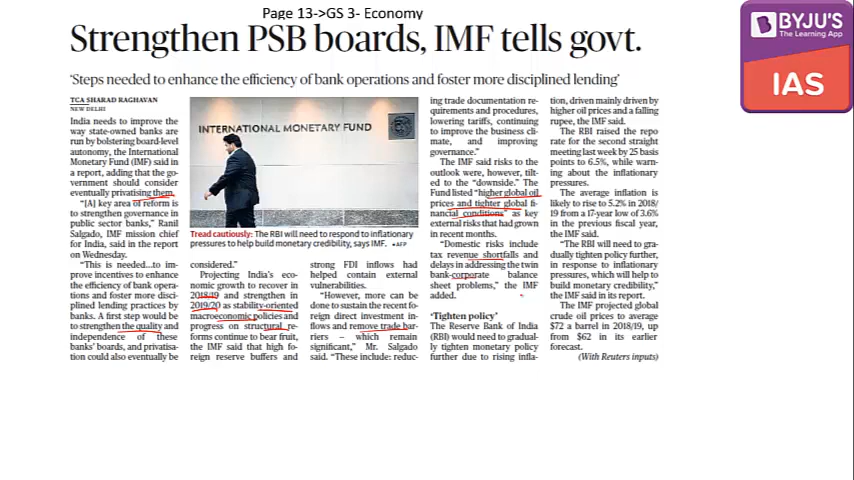 Page 13->GS 3- Economy
Strengthen PSB boards, IMF tells govt.
'Steps needed to enhance the efficiency of bank operations and foster more disciplined lending'
BYJU'S
The Learning App
IAS
TCA SHARAD RAGHAVAN
NEW DELHI
India needs to improve the
way state-owned banks are
run by bolstering board-level
autonomy, the International
Monetary Fund (IMF) said in
a report, adding that the go-
vernment should consider
eventually privatising them.
"[A] key area of reform is
to strengthen governance in
public sector banks," Ranil
Salgado, IMF mission chief
for India, said in the report
on Wednesday.
"This is needed...to im-
prove incentives to enhance
the efficiency of bank opera-
tions and foster more disci-
plined lending practices by
banks. A first step would be
to strengthen the quality and
independence of these
banks' boards, and privatisa-
tion could also eventually be
INTERNATIONAL MONETARY FUND
Tread cautiously: The RBI will need to respond to inflationary
pressures to help build monetary credibility, says IMF. •AFP
considered."
Projecting India's eco-
nomic growth to recover in
2018/19 and strengthen in
2019/20 as stability-oriented
macroeconomic policies and
progress on structural re-
forms continue to bear fruit,
the IMF said that high fo-
reign reserve buffers and
strong FDI inflows had
helped contain external
vulnerabilities.
"However, more can be
done to sustain the recent fo-
reign direct investment in-
flows and remove trade bar-
riers – which remain
significant," Mr. Salgado
said. "These include: reduc-
ing trade documentation re-
quirements and procedures,
lowering tariffs, continuing
to improve the business cli-
mate, and improving
governance."
The IMF said risks to the
outlook were, however, tilt-
ed to the "downside." The
Fund listed "higher global oil
prices and tighter global fi-
nancial conditions" as key
external risks that had grown
in recent months.
"Domestic risks include
tax revenue shortfalls and
delays in addressing the twin
bank-corporate balance
sheet problems," the IMF
added.
'Tighten policy'
The Reserve Bank of India
(RBI) would need to gradual-
ly tighten monetary policy
further due to rising infla-
tion, driven mainly driven by
higher oil prices and a falling
rupee, the IMF said.
The RBI raised the repo
rate for the second straight
meeting last week by 25 basis
points to 6.5%, while warn-
ing about the inflationary
pressures.
The average inflation is
likely to rise to 5.2% in 2018/
19 from a 17-year low of 3.6%
in the previous fiscal year,
the IMF said.
"The RBI will need to gra-
dually tighten policy further,
in response to inflationary
pressures, which will help to
build monetary credibility,"
the IMF said in its report.
The IMF projected global
crude oil prices to average
$72 a barrel in 2018/19, up
from $62 in its earlier
forecast.
(With Reuters inputs)